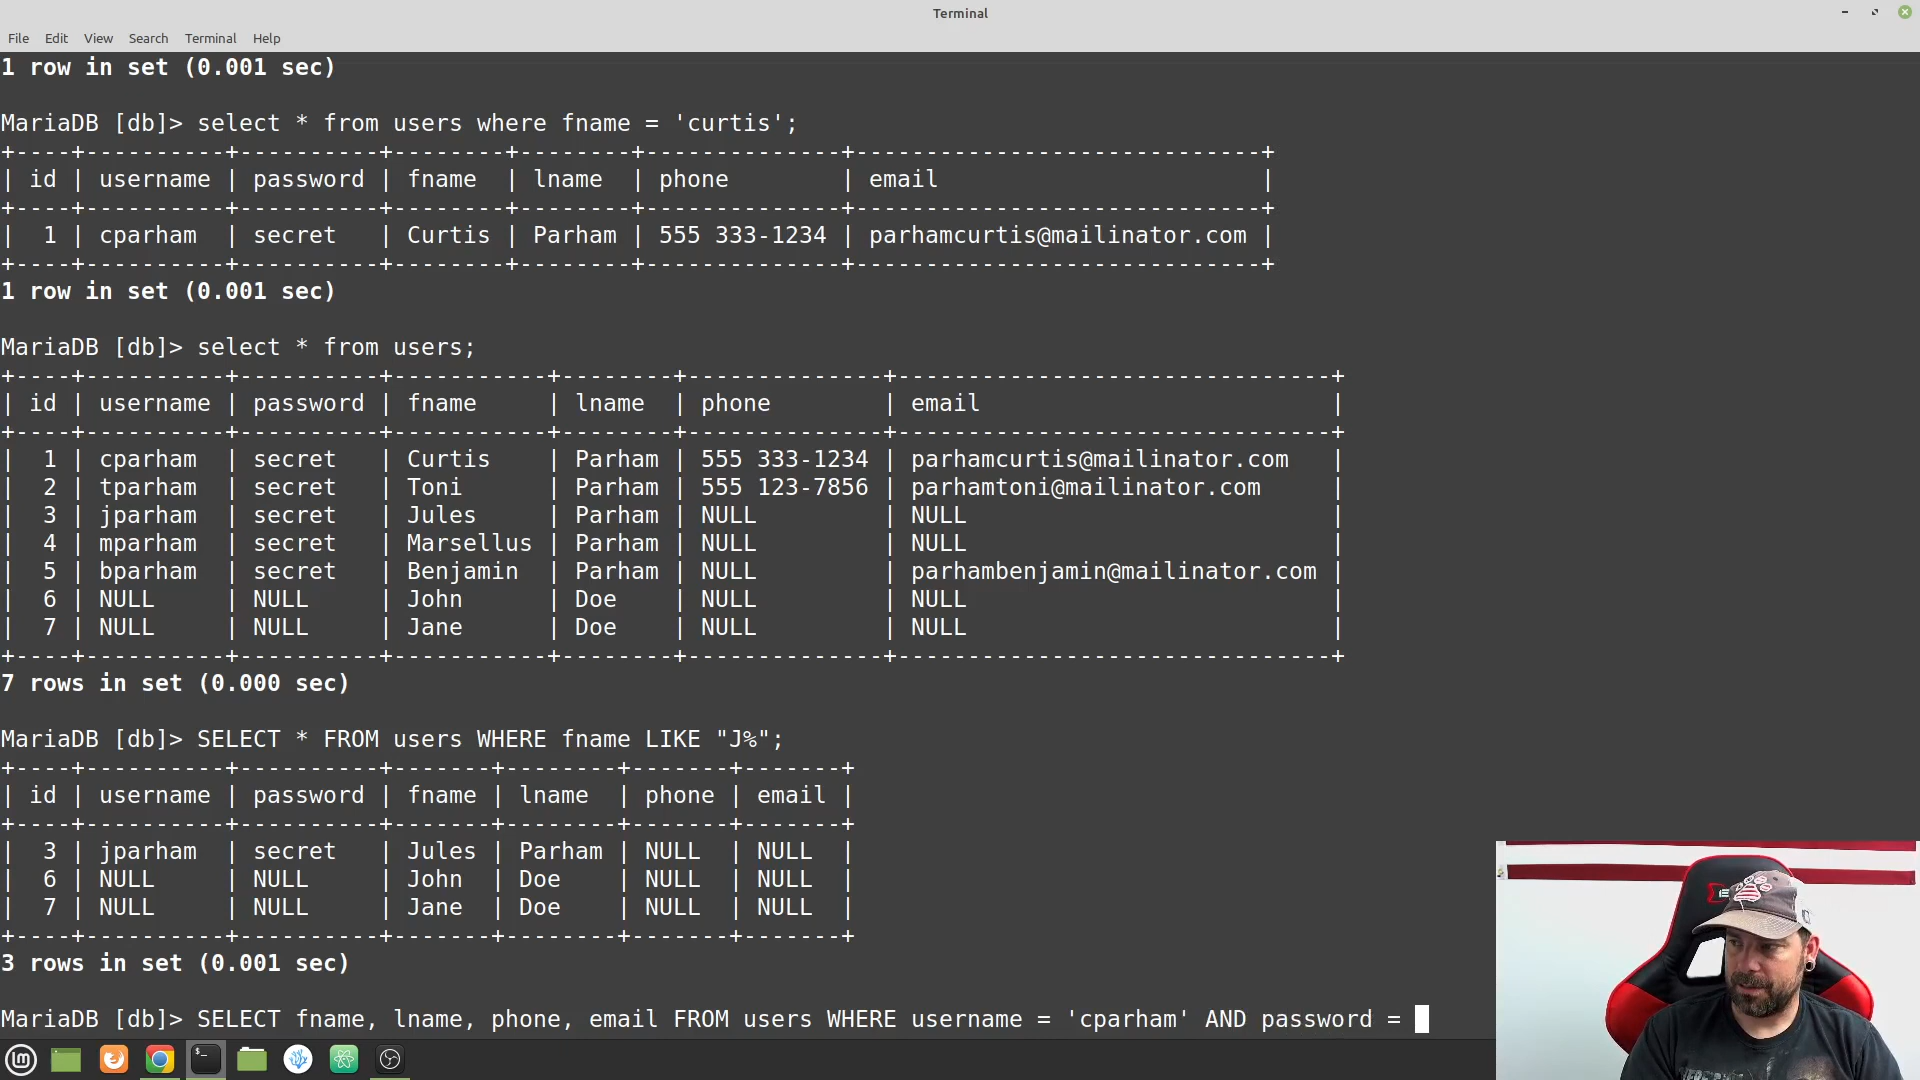 Terminal
File Edit View Search Terminal Help
1 row in set (0.001 sec)
MariaDB [db]> select * from users where fname = 'curtis';
+----+----------+----------+--------+--------+--------------+-----------------------------+
| id | username | password | fname  | lname  | phone        | email                       |
+----+----------+----------+--------+--------+--------------+-----------------------------+
|  1 | cparham  | secret   | Curtis | Parham | 555 333-1234 | parhamcurtis@mailinator.com |
+----+----------+----------+--------+--------+--------------+-----------------------------+
1 row in set (0.001 sec)
MariaDB [db]> select * from users;
+----+----------+----------+-----------+--------+--------------+-------------------------------+
| id | username | password | fname     | lname  | phone        | email                         |
+----+----------+----------+-----------+--------+--------------+-------------------------------+
|  1 | cparham  | secret   | Curtis    | Parham | 555 333-1234 | parhamcurtis@mailinator.com   |
|  2 | tparham  | secret   | Toni      | Parham | 555 123-7856 | parhamtoni@mailinator.com     |
|  3 | jparham  | secret   | Jules     | Parham | NULL         | NULL                          |
|  4 | mparham  | secret   | Marsellus | Parham | NULL         | NULL                          |
|  5 | bparham  | secret   | Benjamin  | Parham | NULL         | parhambenjamin@mailinator.com |
|  6 | NULL     | NULL     | John      | Doe    | NULL         | NULL                          |
|  7 | NULL     | NULL     | Jane      | Doe    | NULL         | NULL                          |
+----+----------+----------+-----------+--------+--------------+-------------------------------+
7 rows in set (0.000 sec)
MariaDB [db]> SELECT * FROM users WHERE fname LIKE "J%";
+----+----------+----------+-------+--------+-------+-------+
| id | username | password | fname | lname  | phone | email |
+----+----------+----------+-------+--------+-------+-------+
|  3 | jparham  | secret   | Jules | Parham | NULL  | NULL  |
|  6 | NULL     | NULL     | John  | Doe    | NULL  | NULL  |
|  7 | NULL     | NULL     | Jane  | Doe    | NULL  | NULL  |
+----+----------+----------+-------+--------+-------+-------+
3 rows in set (0.001 sec)
MariaDB [db]> SELECT fname, lname, phone, email FROM users WHERE username = 'cparham' AND password =